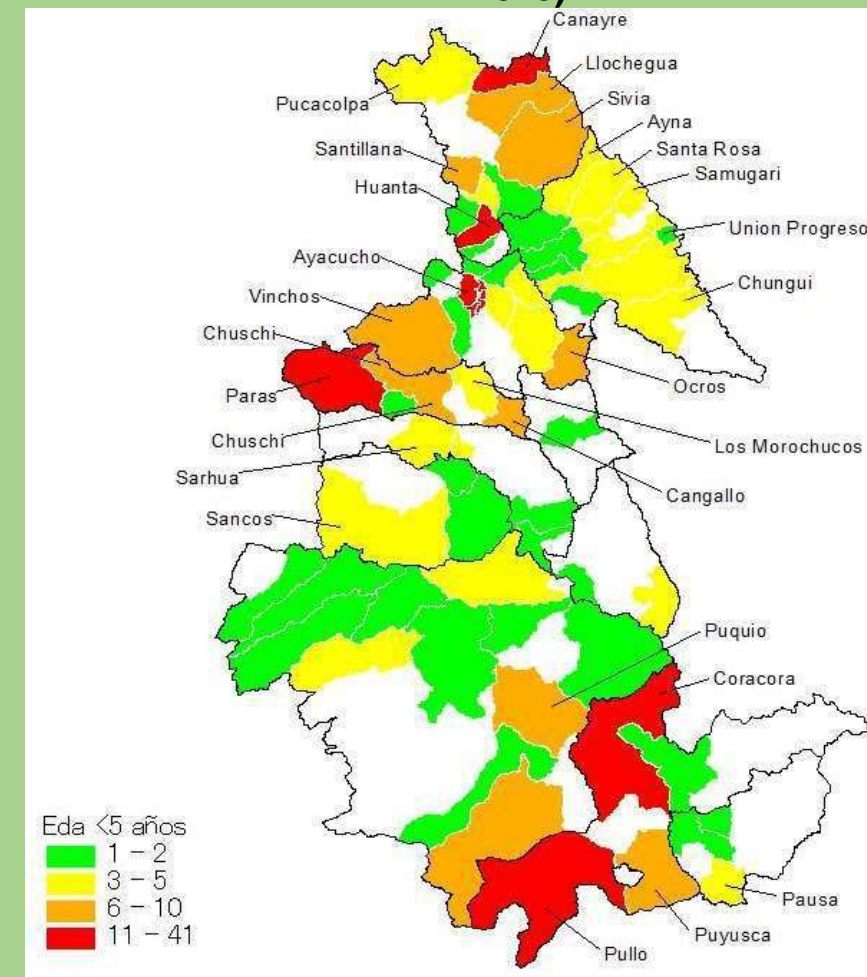 Canayre
Llochegua
Sivia
Pucacolpa
Ayna
Santillana
Santa Rosa
Samugari
Huanta
Union Progreso
Ayacucho
Chungui
Vinchos
Chuschi
Ocros
Paras
Chuschi
Los Morochucos
Sarhua
Cangallo
Sancos
Puquio
Coracora
Eda <5 años
1 - 2
3 - 5
6 - 10
11 - 41
Pausa
Puyusca
Pullo